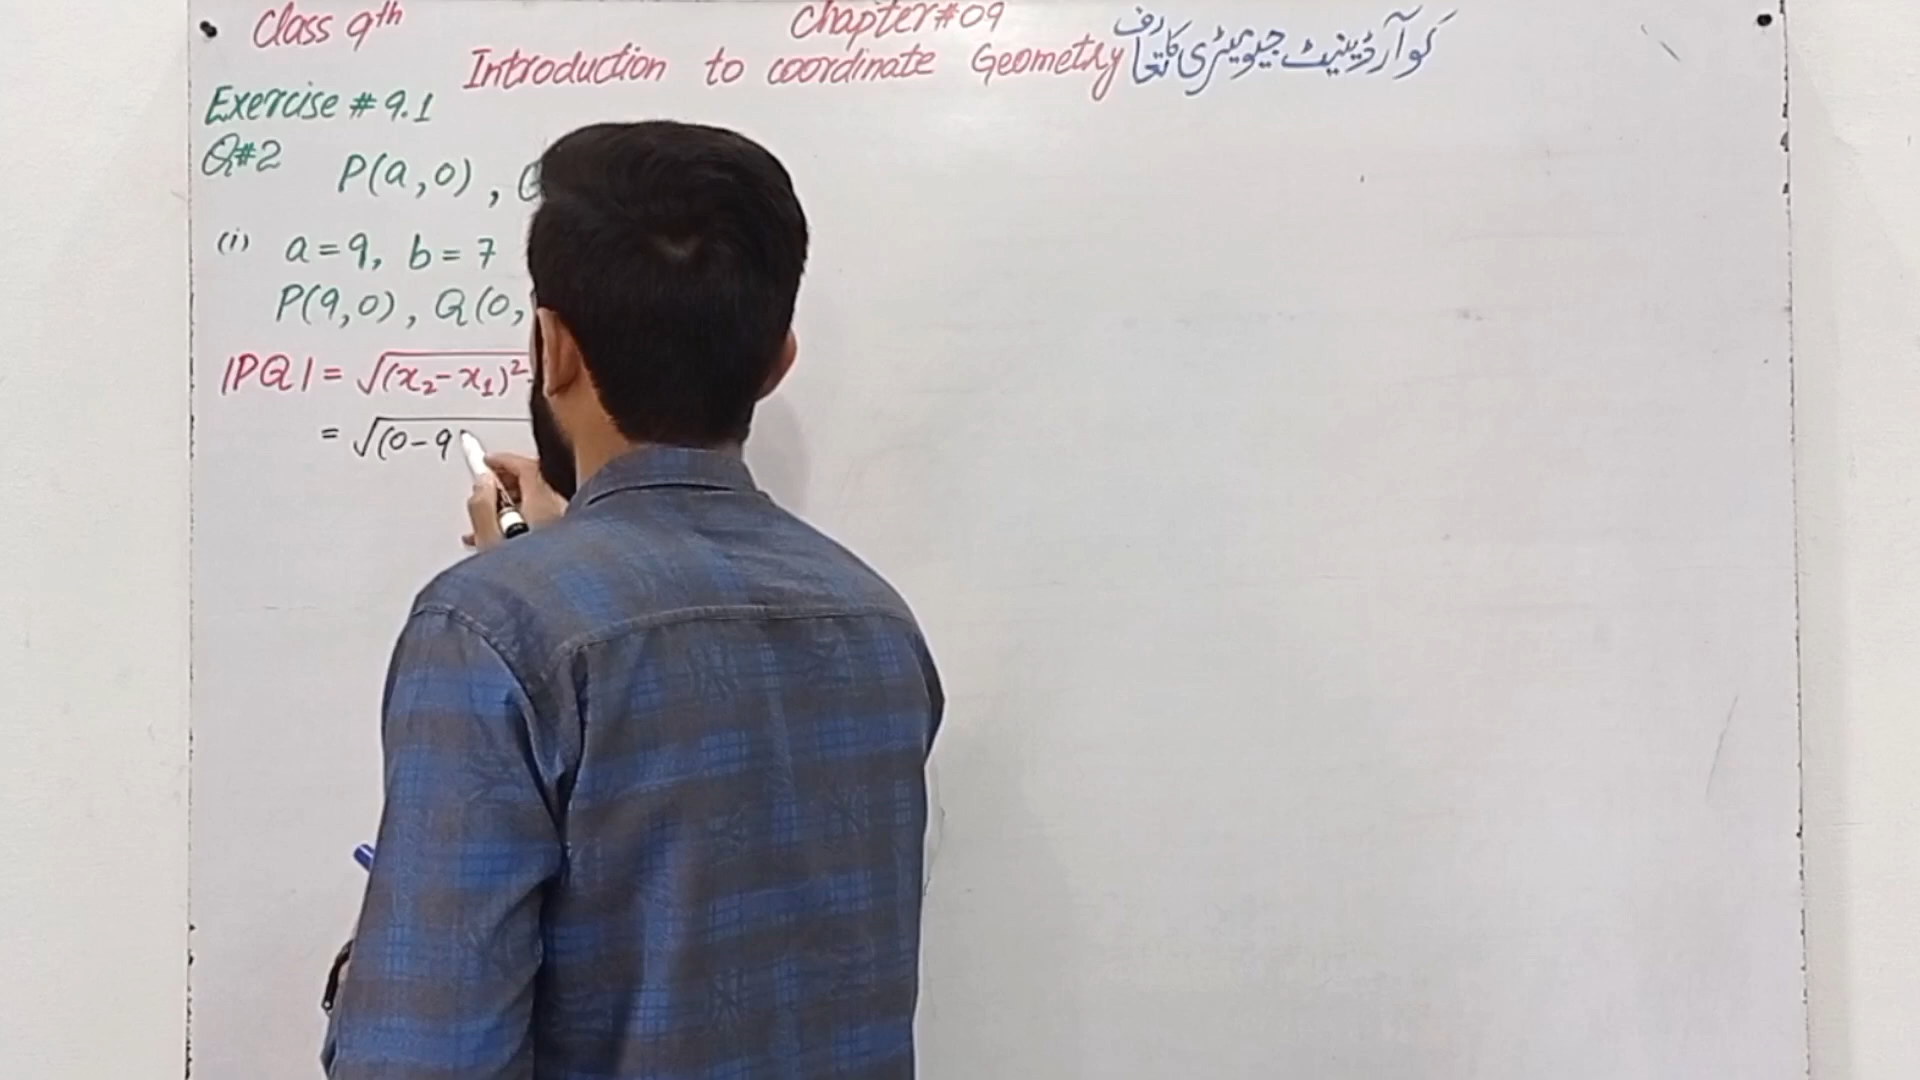 Class 9th
Chapter#09
Introduction to coordinate Geometry کوآرڈینیٹ جیومیٹری کا تعارف
Exercise # 9.1
Q#2
P(a,0),
(i) a=9, b=7
P(9,0), Q(0,
|PQ| = √(x₂-x₁)²
= √(0-9